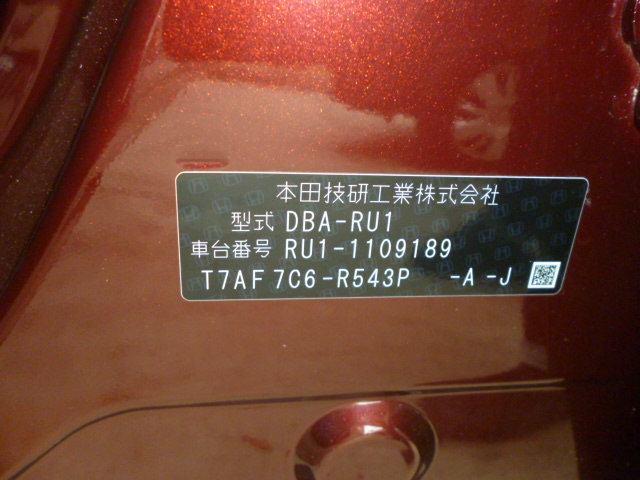 本田技研工業株式会社
型式 DBA-RU1
車台番号 RU1-1109189
T7AF 7C6-R543P -A -J